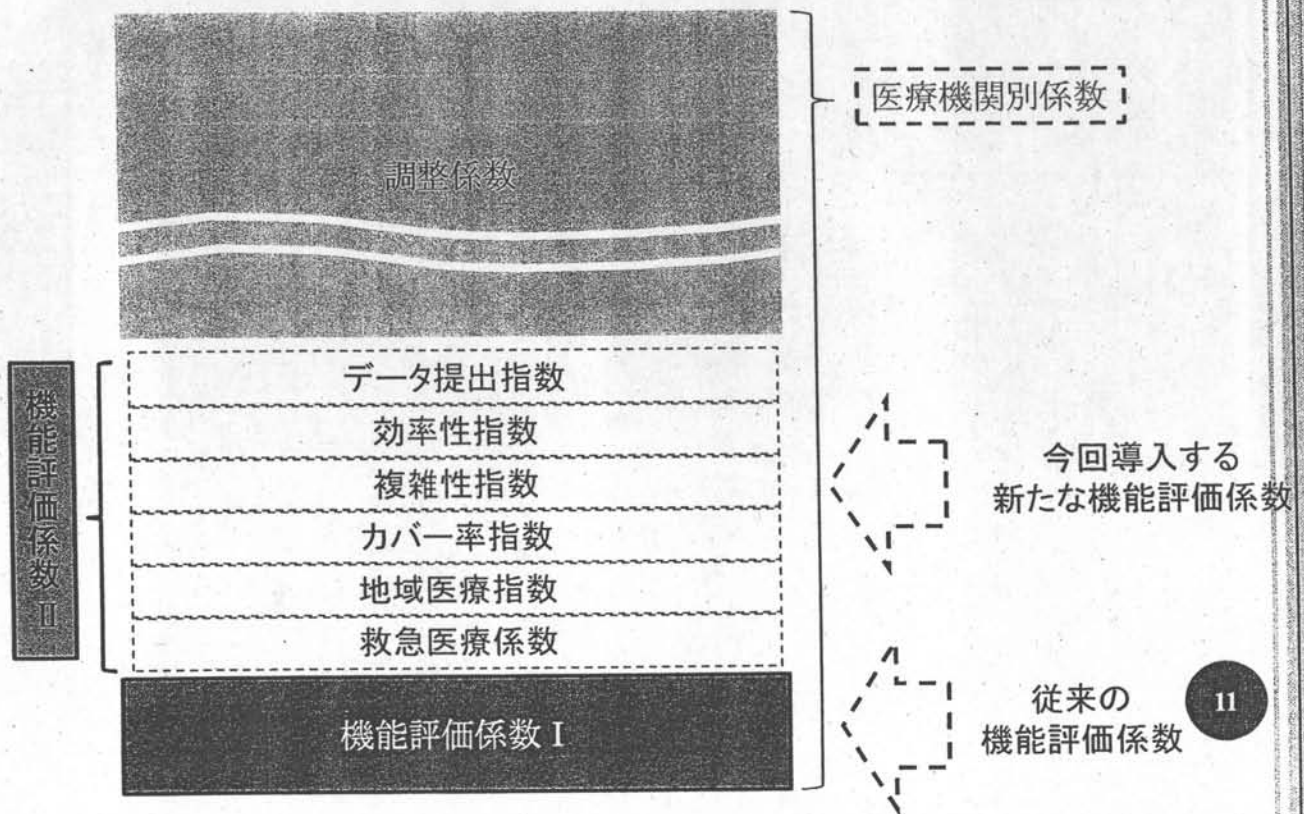 医療機関別係数
調整係数
機能評価係数Ⅱ
データ提出指数
効率性指数
複雑性指数
カバー率指数
地域医療指数
救急医療係数
今回導入する
新たな機能評価係数
機能評価係数Ⅰ
従来の
機能評価係数
11